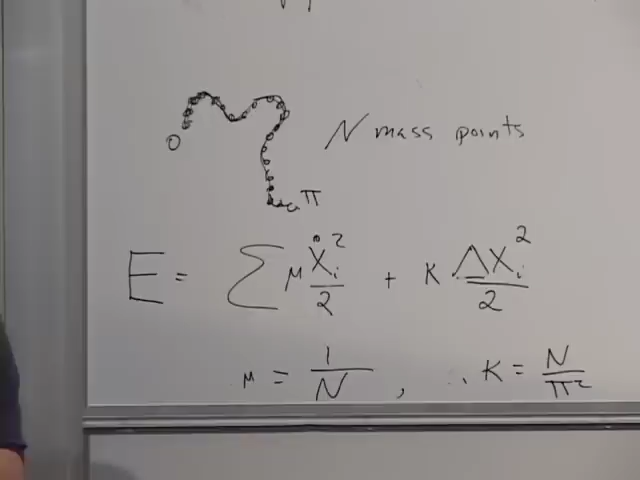 N mass points
0
π
E = Σ μ ẋᵢ²/2 + K Δxᵢ²/2
μ = 1/N , K = N/π²